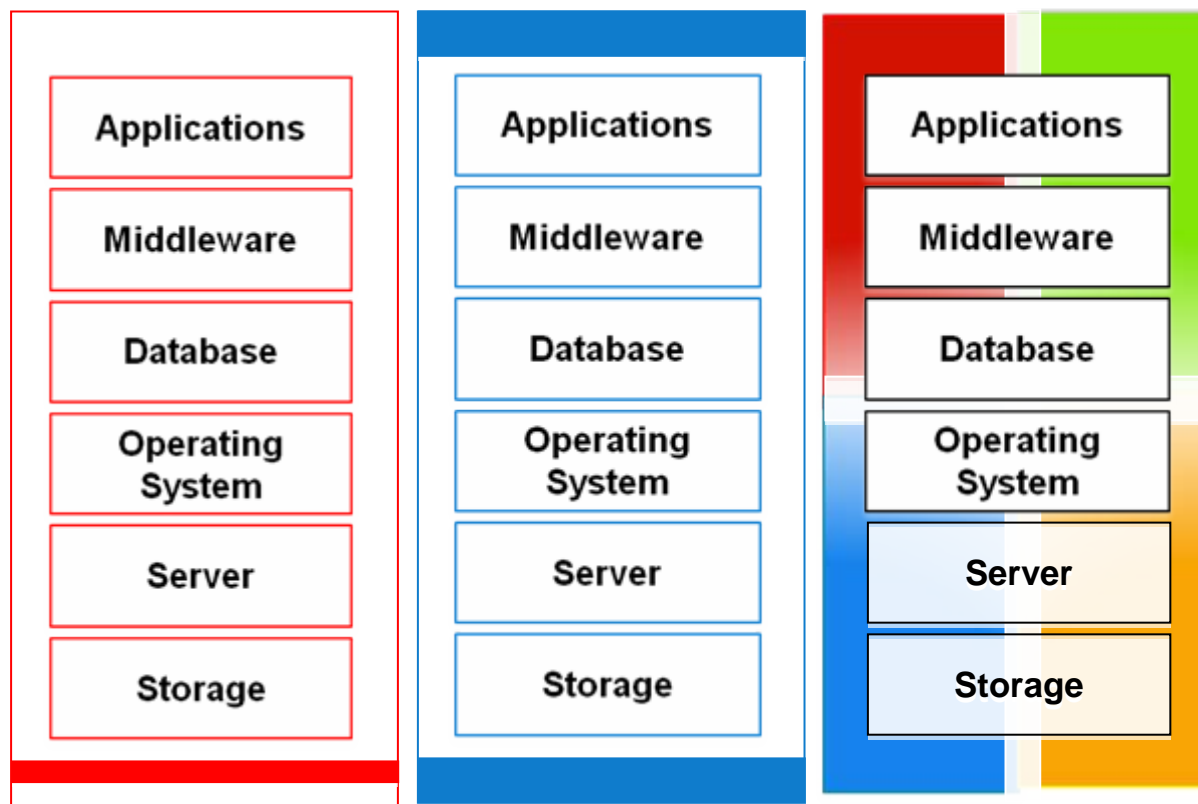 Applications
Middleware
Database
Operating
System
Server
Storage
Applications
Middleware
Database
Operating
System
Server
Storage
Applications
Middleware
Database
Operating
System
Server
Storage